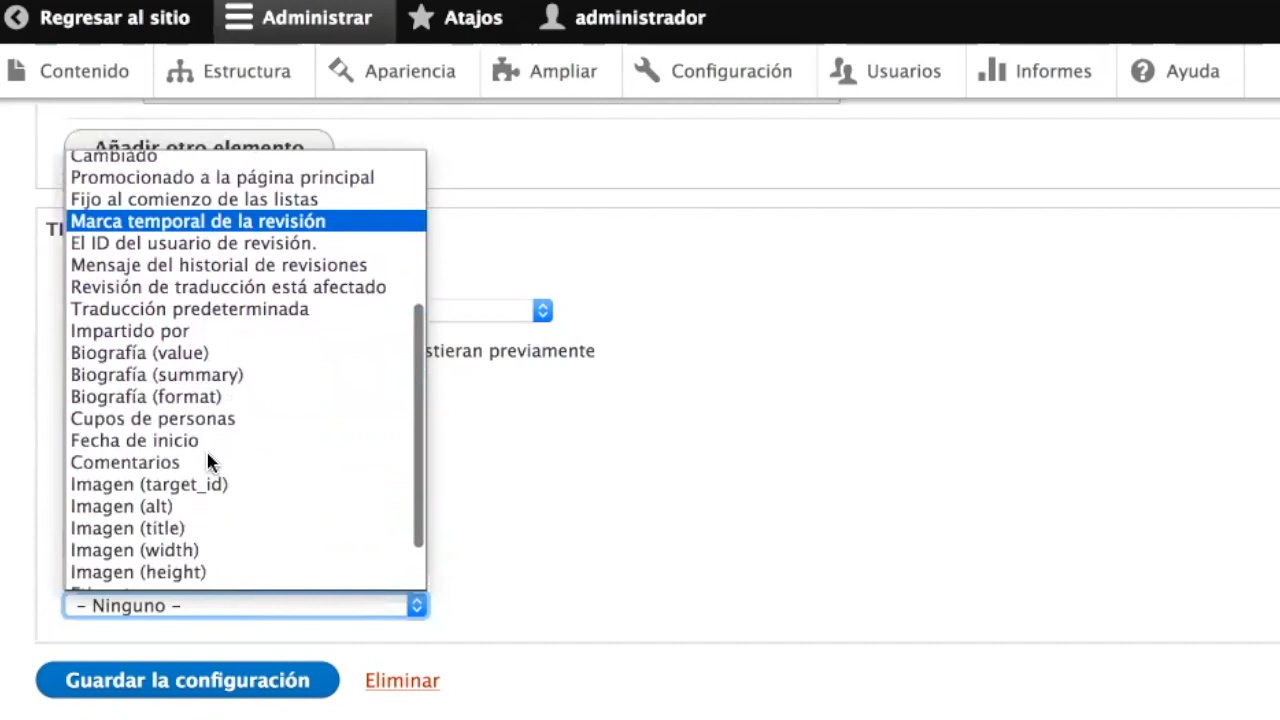 Regresar al sitio
Administrar
Atajos
administrador
Contenido
Estructura
Apariencia
Ampliar
Configuración
Usuarios
Informes
Ayuda
Añadir otro elemento
Cambiado
Promocionado a la página principal
Fijo al comienzo de las listas
Marca temporal de la revisión
El ID del usuario de revisión.
Mensaje del historial de revisiones
Revisión de traducción está afectado
Traducción predeterminada
Impartido por
stieran previamente
Biografía (value)
Biografía (summary)
Biografía (format)
Cupos de personas
Fecha de inicio
Comentarios
Imagen (target_id)
Imagen (alt)
Imagen (title)
Imagen (width)
Imagen (height)
– Ninguno –
Guardar la configuración
Eliminar